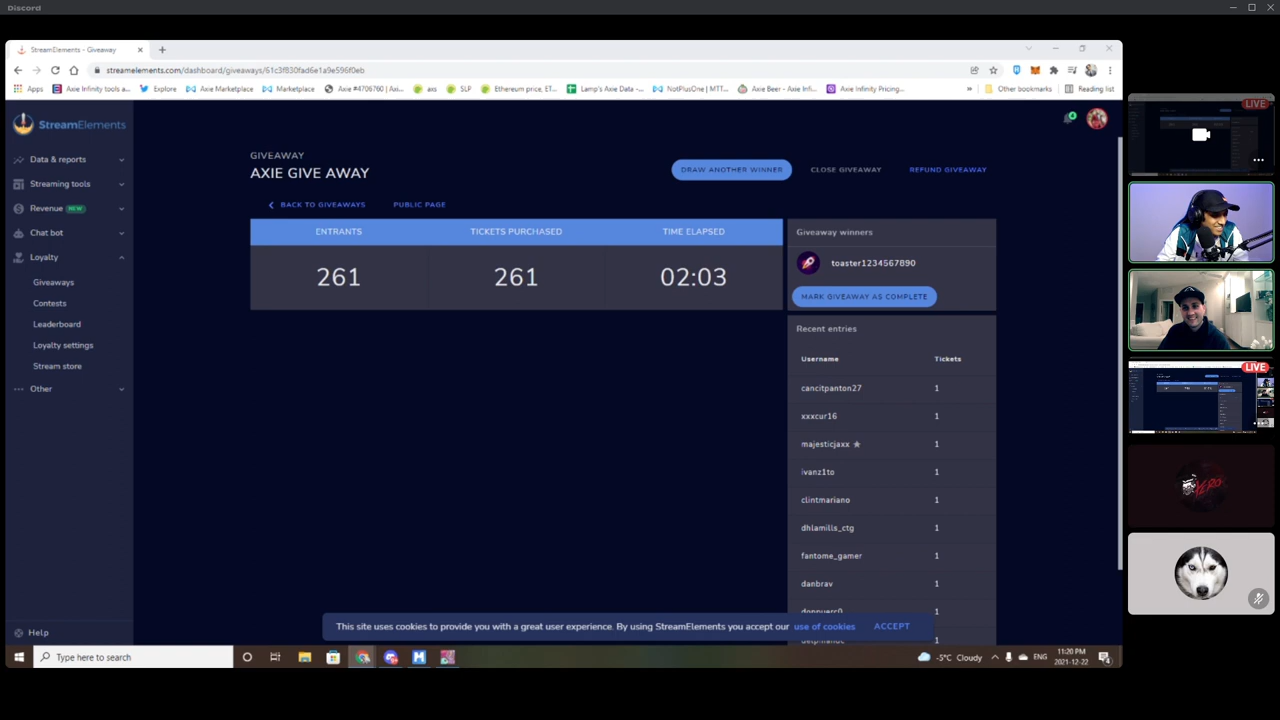 Discord
StreamElements - Giveaway
streamelements.com/dashboard/giveaways/61c3f830fad6e1a9e596f0eb
Apps
Axie Infinity tools a...
Explore
Axie Marketplace
Marketplace
Axie #4706760 | Axi...
axs
SLP
Ethereum price, ET...
Lamp's Axie Data -...
NotPlusOne | MTT...
Axie Beer - Axie Infi...
Axie Infinity Pricing...
Other bookmarks
Reading list
StreamElements
Data & reports
Streaming tools
Revenue NEW
Chat bot
Loyalty
Giveaways
Contests
Leaderboard
Loyalty settings
Stream store
Other
Help
4
GIVEAWAY
AXIE GIVE AWAY
DRAW ANOTHER WINNER
CLOSE GIVEAWAY
REFUND GIVEAWAY
BACK TO GIVEAWAYS
PUBLIC PAGE
ENTRANTS TICKETS PURCHASED TIME ELAPSED
261 261 02:03
Giveaway winners
toaster1234567890
MARK GIVEAWAY AS COMPLETE
Recent entries
Username Tickets
cancitpanton27 1
xxxcur16 1
majesticjaxx 1
ivanz1to 1
clintmariano 1
dhlamills_ctg 1
fantome_gamer 1
danbrav 1
1
1
This site uses cookies to provide you with a great user experience. By using StreamElements you accept our use of cookies
ACCEPT
Type here to search
-5°C Cloudy
ENG
11:20 PM
2021-12-22
LIVE
LIVE